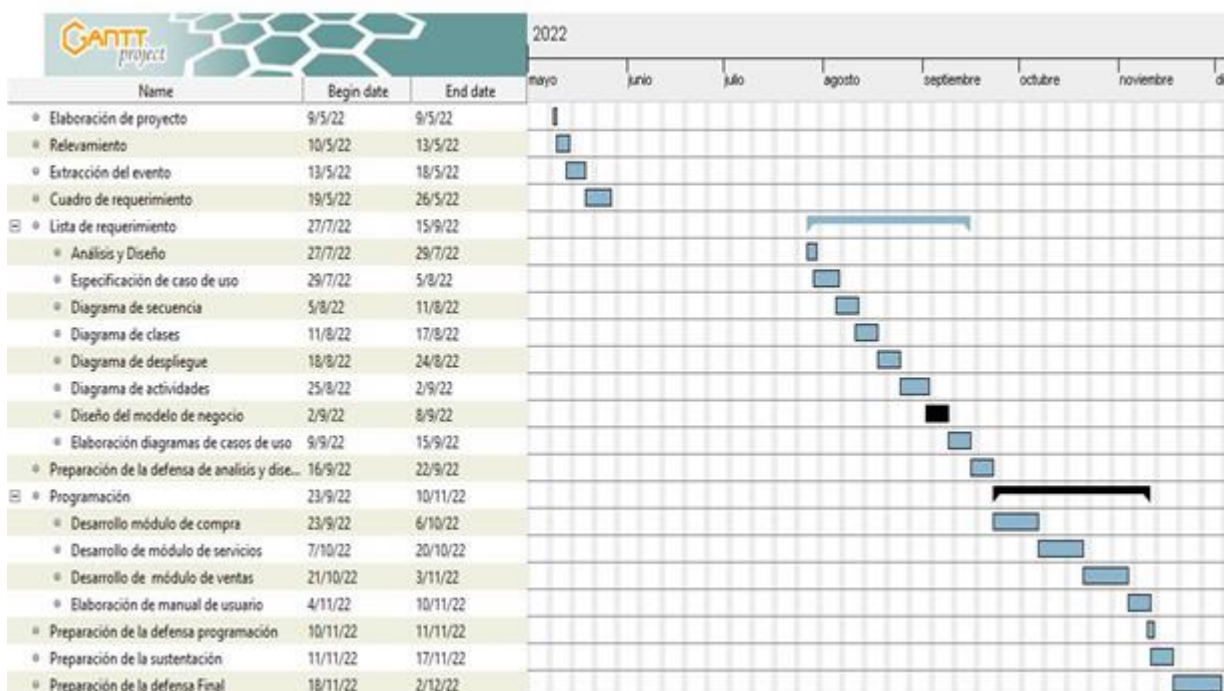 GANTT
project
2022
mayo junio julio agosto septiembre octubre noviembre di
Name Begin date End date
Elaboración de proyecto 9/5/22 9/5/22
Relevamiento 10/5/22 13/5/22
Extracción del evento 13/5/22 18/5/22
Cuadro de requerimiento 19/5/22 26/5/22
Lista de requerimiento 27/7/22 15/9/22
Análisis y Diseño 27/7/22 29/7/22
Especificación de caso de uso 29/7/22 5/8/22
Diagrama de secuencia 5/8/22 11/8/22
Diagrama de clases 11/8/22 17/8/22
Diagrama de despliegue 18/8/22 24/8/22
Diagrama de actividades 25/8/22 2/9/22
Diseño del modelo de negocio 2/9/22 8/9/22
Elaboración diagramas de casos de uso 9/9/22 15/9/22
Preparación de la defensa de analisis y dise... 16/9/22 22/9/22
Programación 23/9/22 10/11/22
Desarrollo módulo de compra 23/9/22 6/10/22
Desarrollo de módulo de servicios 7/10/22 20/10/22
Desarrollo de módulo de ventas 21/10/22 3/11/22
Elaboración de manual de usuario 4/11/22 10/11/22
Preparación de la defensa programación 10/11/22 11/11/22
Preparación de la sustentación 11/11/22 17/11/22
Preparación de la defensa Final 18/11/22 2/12/22